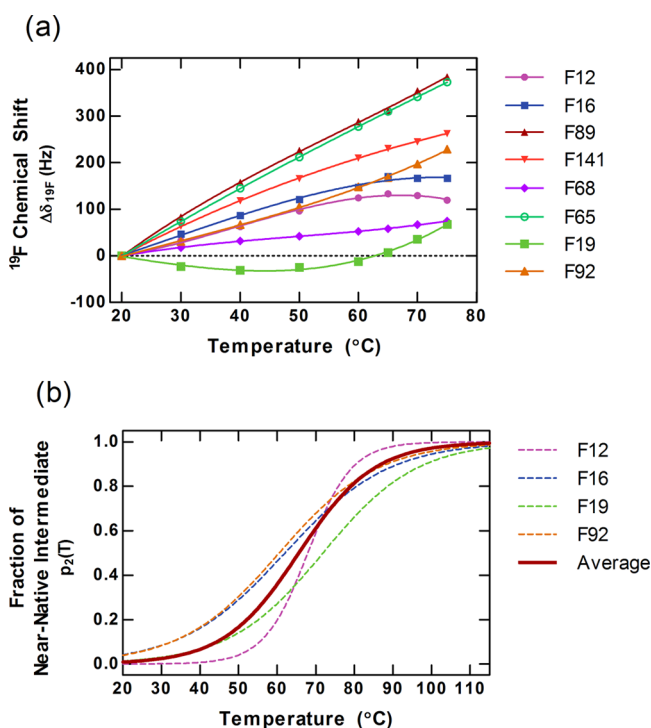 (a)
400
300
200
100
0
-100
¹⁹F Chemical Shift
Δδ₁₉F (Hz)
20 30 40 50 60 70 80
Temperature (°C)
F12
F16
F89
F141
F68
F65
F19
F92
(b)
1.0
0.8
0.6
0.4
0.2
0.0
Fraction of
Near-Native Intermediate
p₂(T)
20 30 40 50 60 70 80 90 100 110
Temperature (°C)
F12
F16
F19
F92
Average